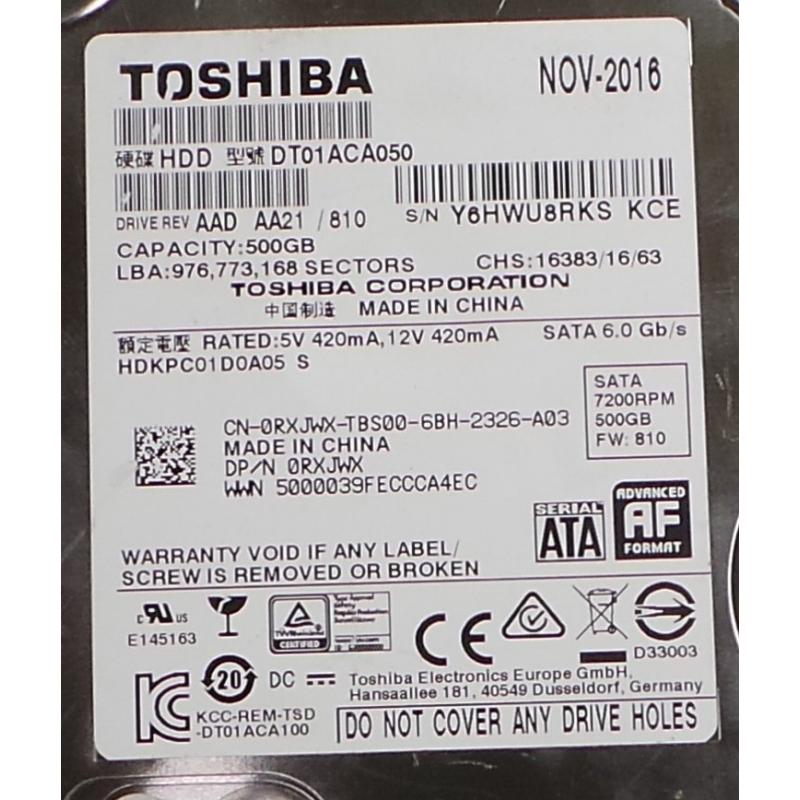 TOSHIBA
NOV-2016
硬碟 HDD 型號 DT01ACA050
DRIVE REV AAD AA21 / 810
S/N Y6HWU8RKS KCE
CAPACITY:500GB
LBA:976,773,168 SECTORS
CHS:16383/16/63
TOSHIBA CORPORATION
中国制造 MADE IN CHINA
額定電壓 RATED:5V 420mA,12V 420mA
SATA 6.0 Gb/s
HDKPC01D0A05 S
SATA
7200RPM
500GB
FW: 810
CN-0RXJWX-TBS00-6BH-2326-A03
MADE IN CHINA
DP/N 0RXJWX
WWN 5000039FECCCA4EC
SERIAL
ATA
ADVANCED
AF
FORMAT
WARRANTY VOID IF ANY LABEL/
SCREW IS REMOVED OR BROKEN
c RU us
E145163
CERTIFIED
CE
D33003
20
DC
Toshiba Electronics Europe GmbH,
Hansaallee 181, 40549 Dusseldorf, Germany
KCC-REM-TSD
-DT01ACA100
DO NOT COVER ANY DRIVE HOLES